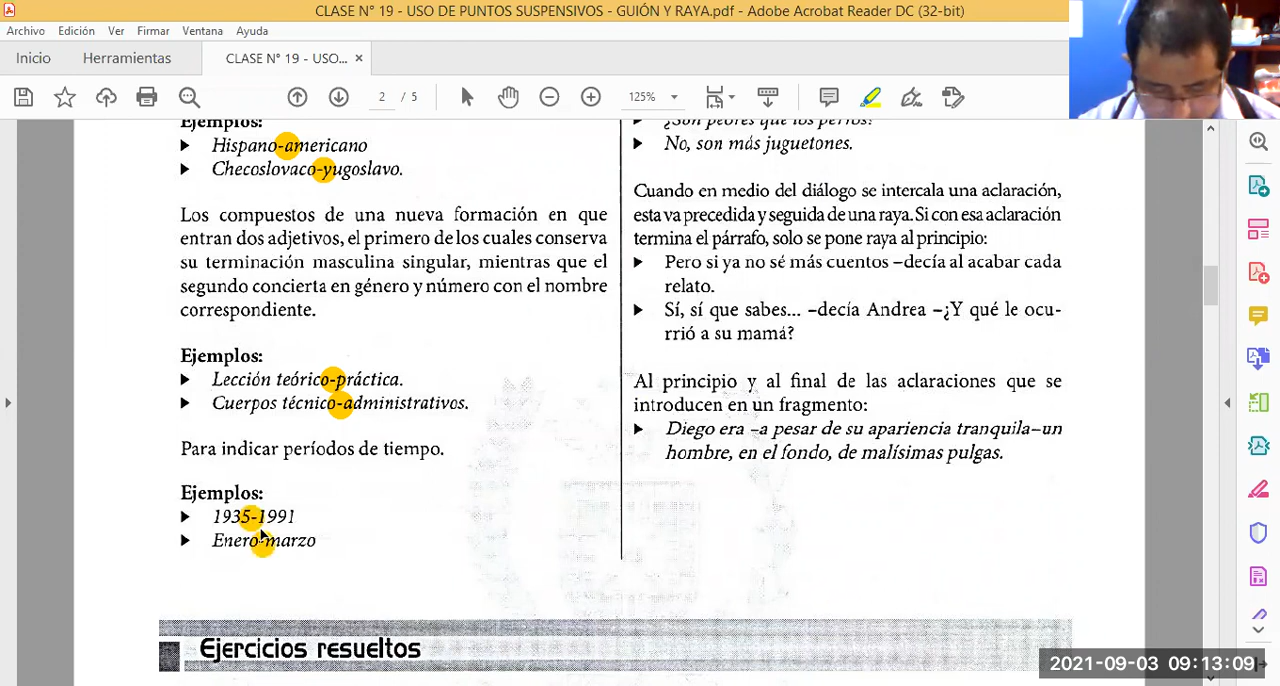 CLASE N° 19 - USO DE PUNTOS SUSPENSIVOS - GUIÓN Y RAYA.pdf - Adobe Acrobat Reader DC (32-bit)
Archivo Edición Ver Firmar Ventana Ayuda
Inicio Herramientas CLASE N° 19 - USO... ×
2 / 5 125%
Ejemplos:
Hispano-americano
Checoslovaco-yugoslavo.
Los compuestos de una nueva formación en que
entran dos adjetivos, el primero de los cuales conserva
su terminación masculina singular, mientras que el
segundo concierta en género y número con el nombre
correspondiente.
Ejemplos:
Lección teórico-práctica.
Cuerpos técnico-administrativos.
Para indicar períodos de tiempo.
Ejemplos:
1935-1991
Enero-marzo
¿Son peores que los perros?
No, son más juguetones.
Cuando en medio del diálogo se intercala una aclaración,
esta va precedida y seguida de una raya. Si con esa aclaración
termina el párrafo, solo se pone raya al principio:
Pero si ya no sé más cuentos –decía al acabar cada
relato.
Sí, sí que sabes... –decía Andrea –¿Y qué le ocu-
rrió a su mamá?
Al principio y al final de las aclaraciones que se
introducen en un fragmento:
Diego era –a pesar de su apariencia tranquila–un
hombre, en el fondo, de malísimas pulgas.
Ejercicios resueltos
2021-09-03 09:13:09